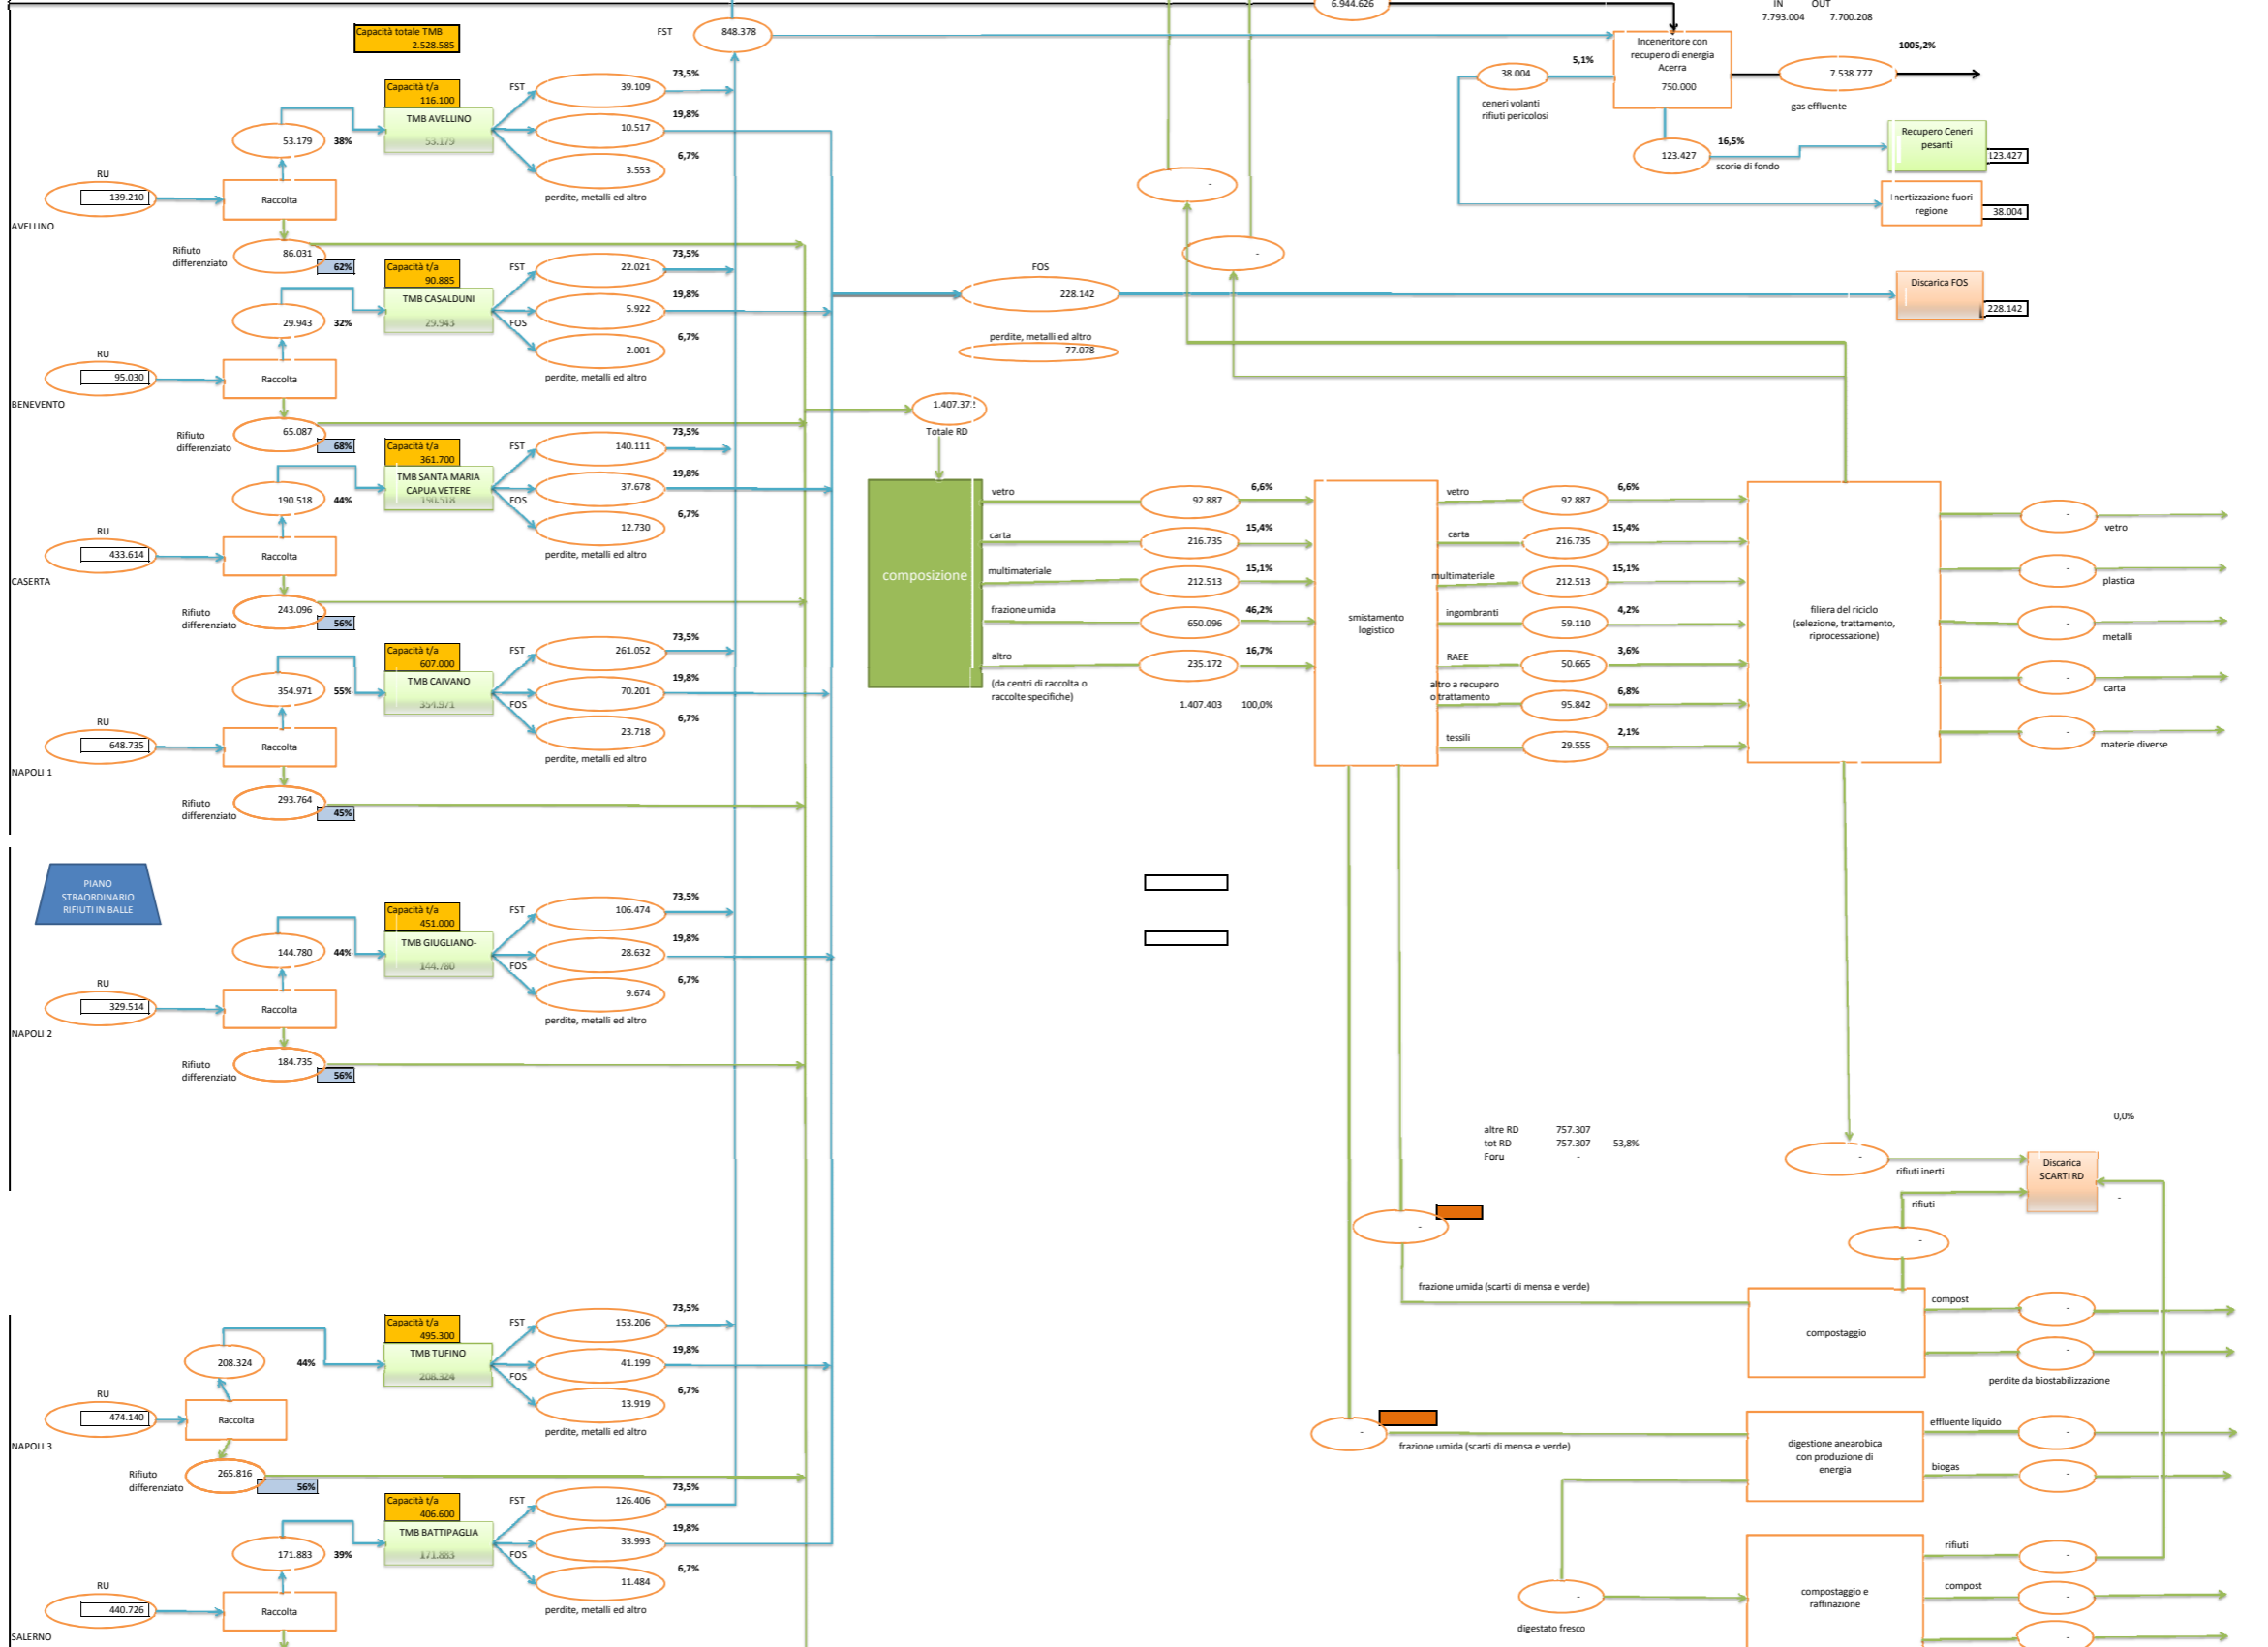 6.944.626
IN OUT
7.793.004 7.700.208
Capacità totale TMB
2.528.585
FST
848.378
Inceneritore con
recupero di energia
Acerra
750.000
1005,2%
5,1%
38.004
7.538.777
ceneri volanti
rifiuti pericolosi
gas effluente
16,5%
123.427
scorie di fondo
Recupero Ceneri
pesanti
123.427
Inertizzazione fuori
regione
38.004
Capacità t/a
116.100
TMB AVELLINO
53.179
FST
39.109
73,5%
10.517
19,8%
3.553
6,7%
perdite, metalli ed altro
53.179
38%
RU
139.210
Raccolta
AVELLINO
Rifiuto
differenziato
86.031
62%
Capacità t/a
90.885
TMB CASALDUNI
29.943
FST
22.021
73,5%
5.922
19,8%
FOS
2.001
6,7%
perdite, metalli ed altro
29.943
32%
RU
95.030
Raccolta
BENEVENTO
Rifiuto
differenziato
65.087
68%
FOS
228.142
Discarica FOS
228.142
perdite, metalli ed altro
77.078
Capacità t/a
361.700
TMB SANTA MARIA
CAPUA VETERE
190.518
FST
140.111
73,5%
37.678
19,8%
FOS
12.730
6,7%
perdite, metalli ed altro
190.518
44%
RU
433.614
Raccolta
CASERTA
Rifiuto
differenziato
243.096
56%
Totale RD
composizione
vetro
92.887
6,6%
carta
216.735
15,4%
multimateriale
212.513
15,1%
frazione umida
650.096
46,2%
altro
235.172
16,7%
(da centri di raccolta o
raccolte specifiche)
1.407.403 100,0%
smistamento
logistico
vetro
92.887
6,6%
carta
216.735
15,4%
multimateriale
212.513
15,1%
ingombranti
59.110
4,2%
RAEE
50.665
3,6%
altro a recupero
o trattamento
95.842
6,8%
tessili
29.555
2,1%
filiera del riciclo
(selezione, trattamento,
riprocessazione)
-
vetro
-
plastica
-
metalli
-
carta
-
materie diverse
Capacità t/a
607.000
TMB CAIVANO
354.971
FST
261.052
73,5%
70.201
19,8%
FOS
23.718
6,7%
perdite, metalli ed altro
354.971
55%
RU
648.735
Raccolta
NAPOLI 1
Rifiuto
differenziato
293.764
45%
PIANO
STRAORDINARIO
RIFIUTI IN BALLE
Capacità t/a
451.000
TMB GIUGLIANO-
144.780
FST
106.474
73,5%
28.632
19,8%
FOS
9.674
6,7%
perdite, metalli ed altro
144.780
44%
RU
329.514
Raccolta
NAPOLI 2
Rifiuto
differenziato
184.735
56%
altre RD 757.307
tot RD 757.307 53,8%
Foru -
0,0%
-
rifiuti inerti
Discarica
SCARTI RD
-
rifiuti
-
-
frazione umida (scarti di mensa e verde)
compostaggio
compost
-
-
perdite da biostabilizzazione
Capacità t/a
495.300
TMB TUFINO
208.324
FST
153.206
73,5%
41.199
19,8%
FOS
13.919
6,7%
perdite, metalli ed altro
208.324
44%
RU
474.140
Raccolta
NAPOLI 3
Rifiuto
differenziato
265.816
56%
-
frazione umida (scarti di mensa e verde)
digestione anearobica
con produzione di
energia
effluente liquido
-
biogas
-
Capacità t/a
406.600
TMB BATTIPAGLIA
171.883
FST
126.406
73,5%
33.993
19,8%
FOS
11.484
6,7%
perdite, metalli ed altro
171.883
39%
RU
440.726
Raccolta
SALERNO
-
digestato fresco
compostaggio e
raffinazione
rifiuti
-
compost
-
-